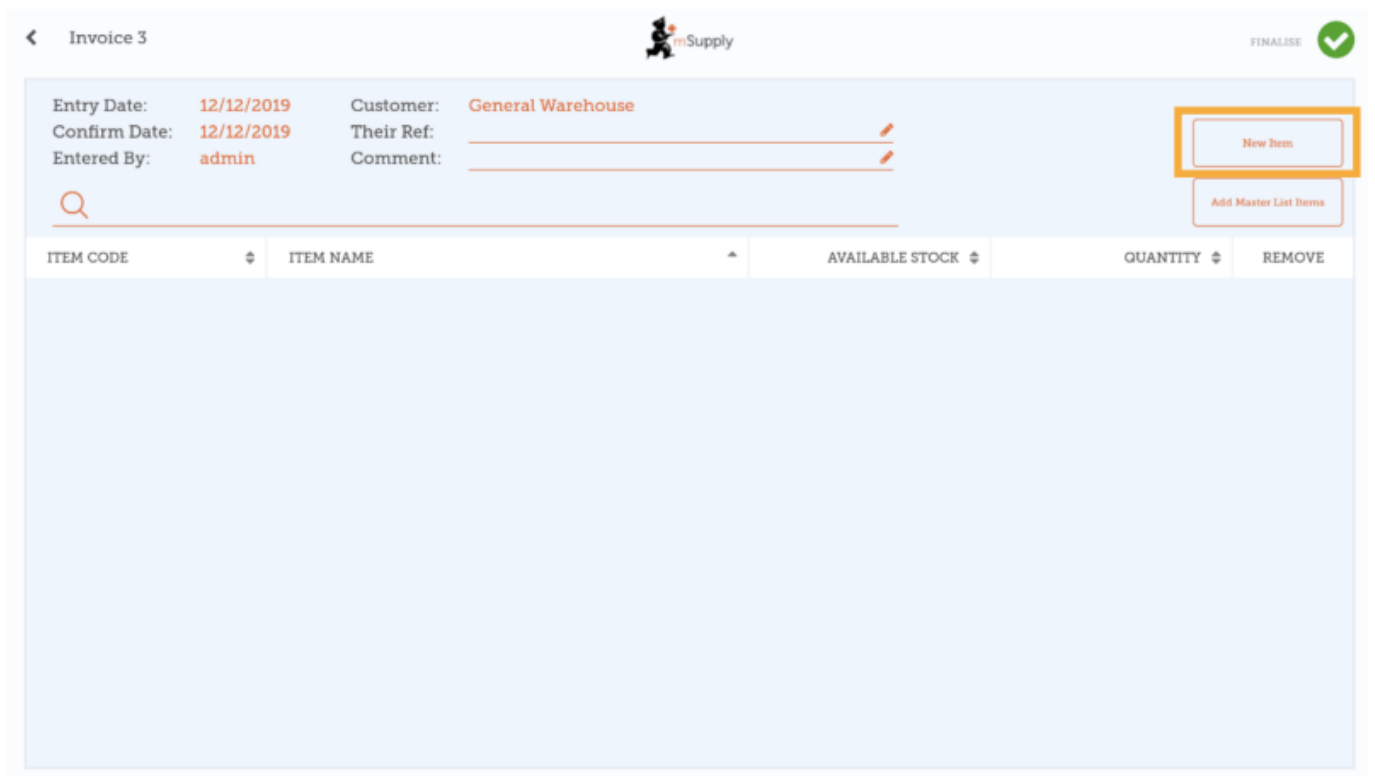 Invoice 3
mSupply
FINALISE
Entry Date: 12/12/2019 Customer: General Warehouse
Confirm Date: 12/12/2019 Their Ref:
Entered By: admin Comment:
New Item
Add Master List Items
ITEM CODE ITEM NAME AVAILABLE STOCK QUANTITY REMOVE